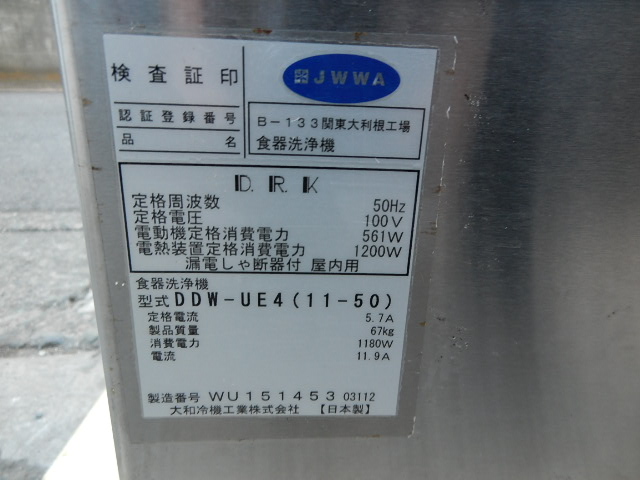 検査証印
JWWA
認証登録番号 B-133関東大利根工場
品名 食器洗浄機
D.R.K
定格周波数 50Hz
定格電圧 100V
電動機定格消費電力 561W
電熱装置定格消費電力 1200W
漏電しゃ断器付 屋内用
食器洗浄機
型式 DDW-UE4(11-50)
定格電流 5.7A
製品質量 67kg
消費電力 1180W
電流 11.9A
製造番号 WU151453 03112
大和冷機工業株式会社 【日本製】